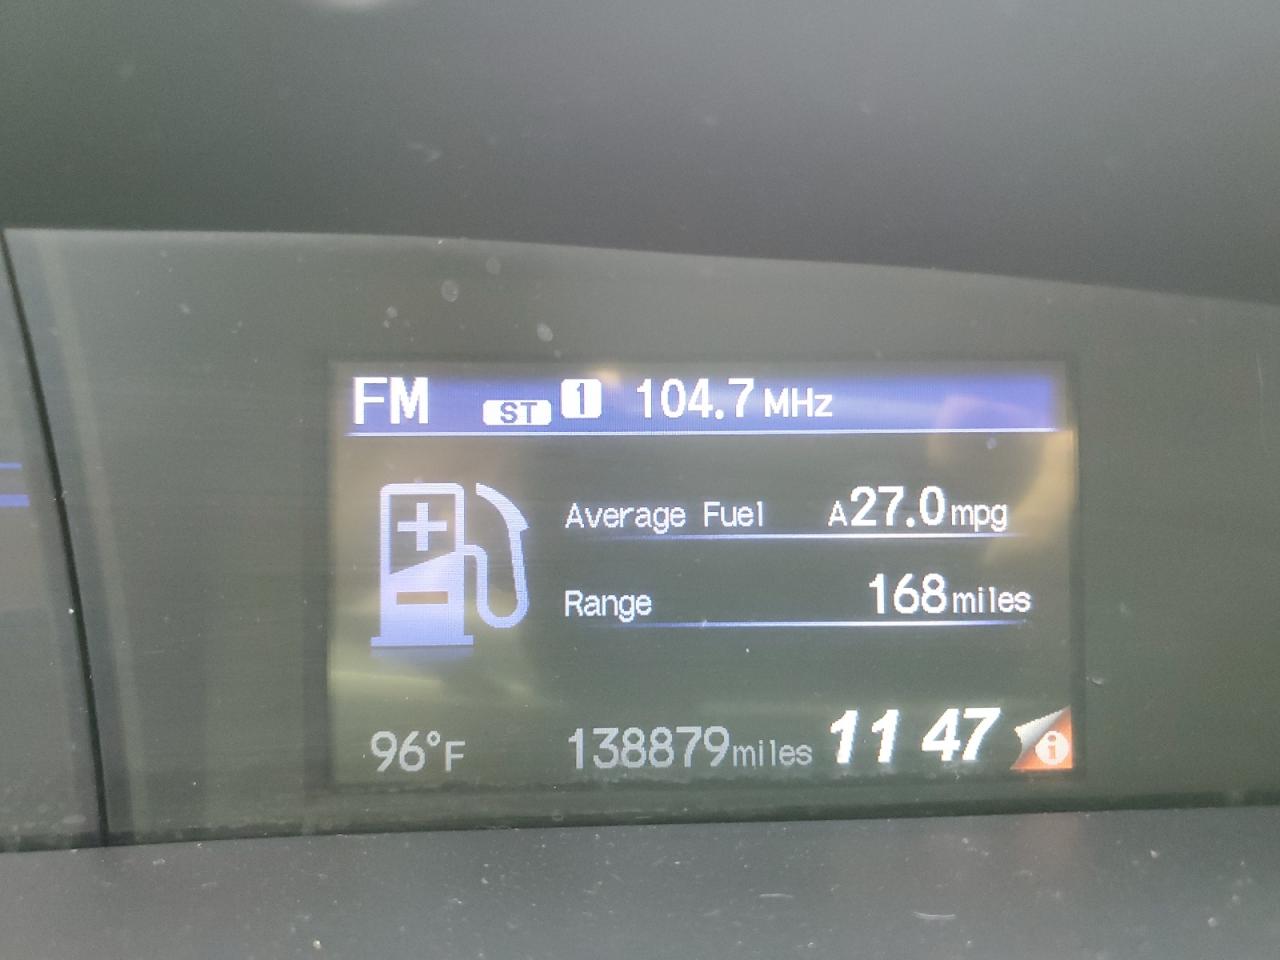 FM ST 1 104.7 MHz
Average Fuel A27.0mpg
Range 168miles
96°F 138879miles 11 47 i